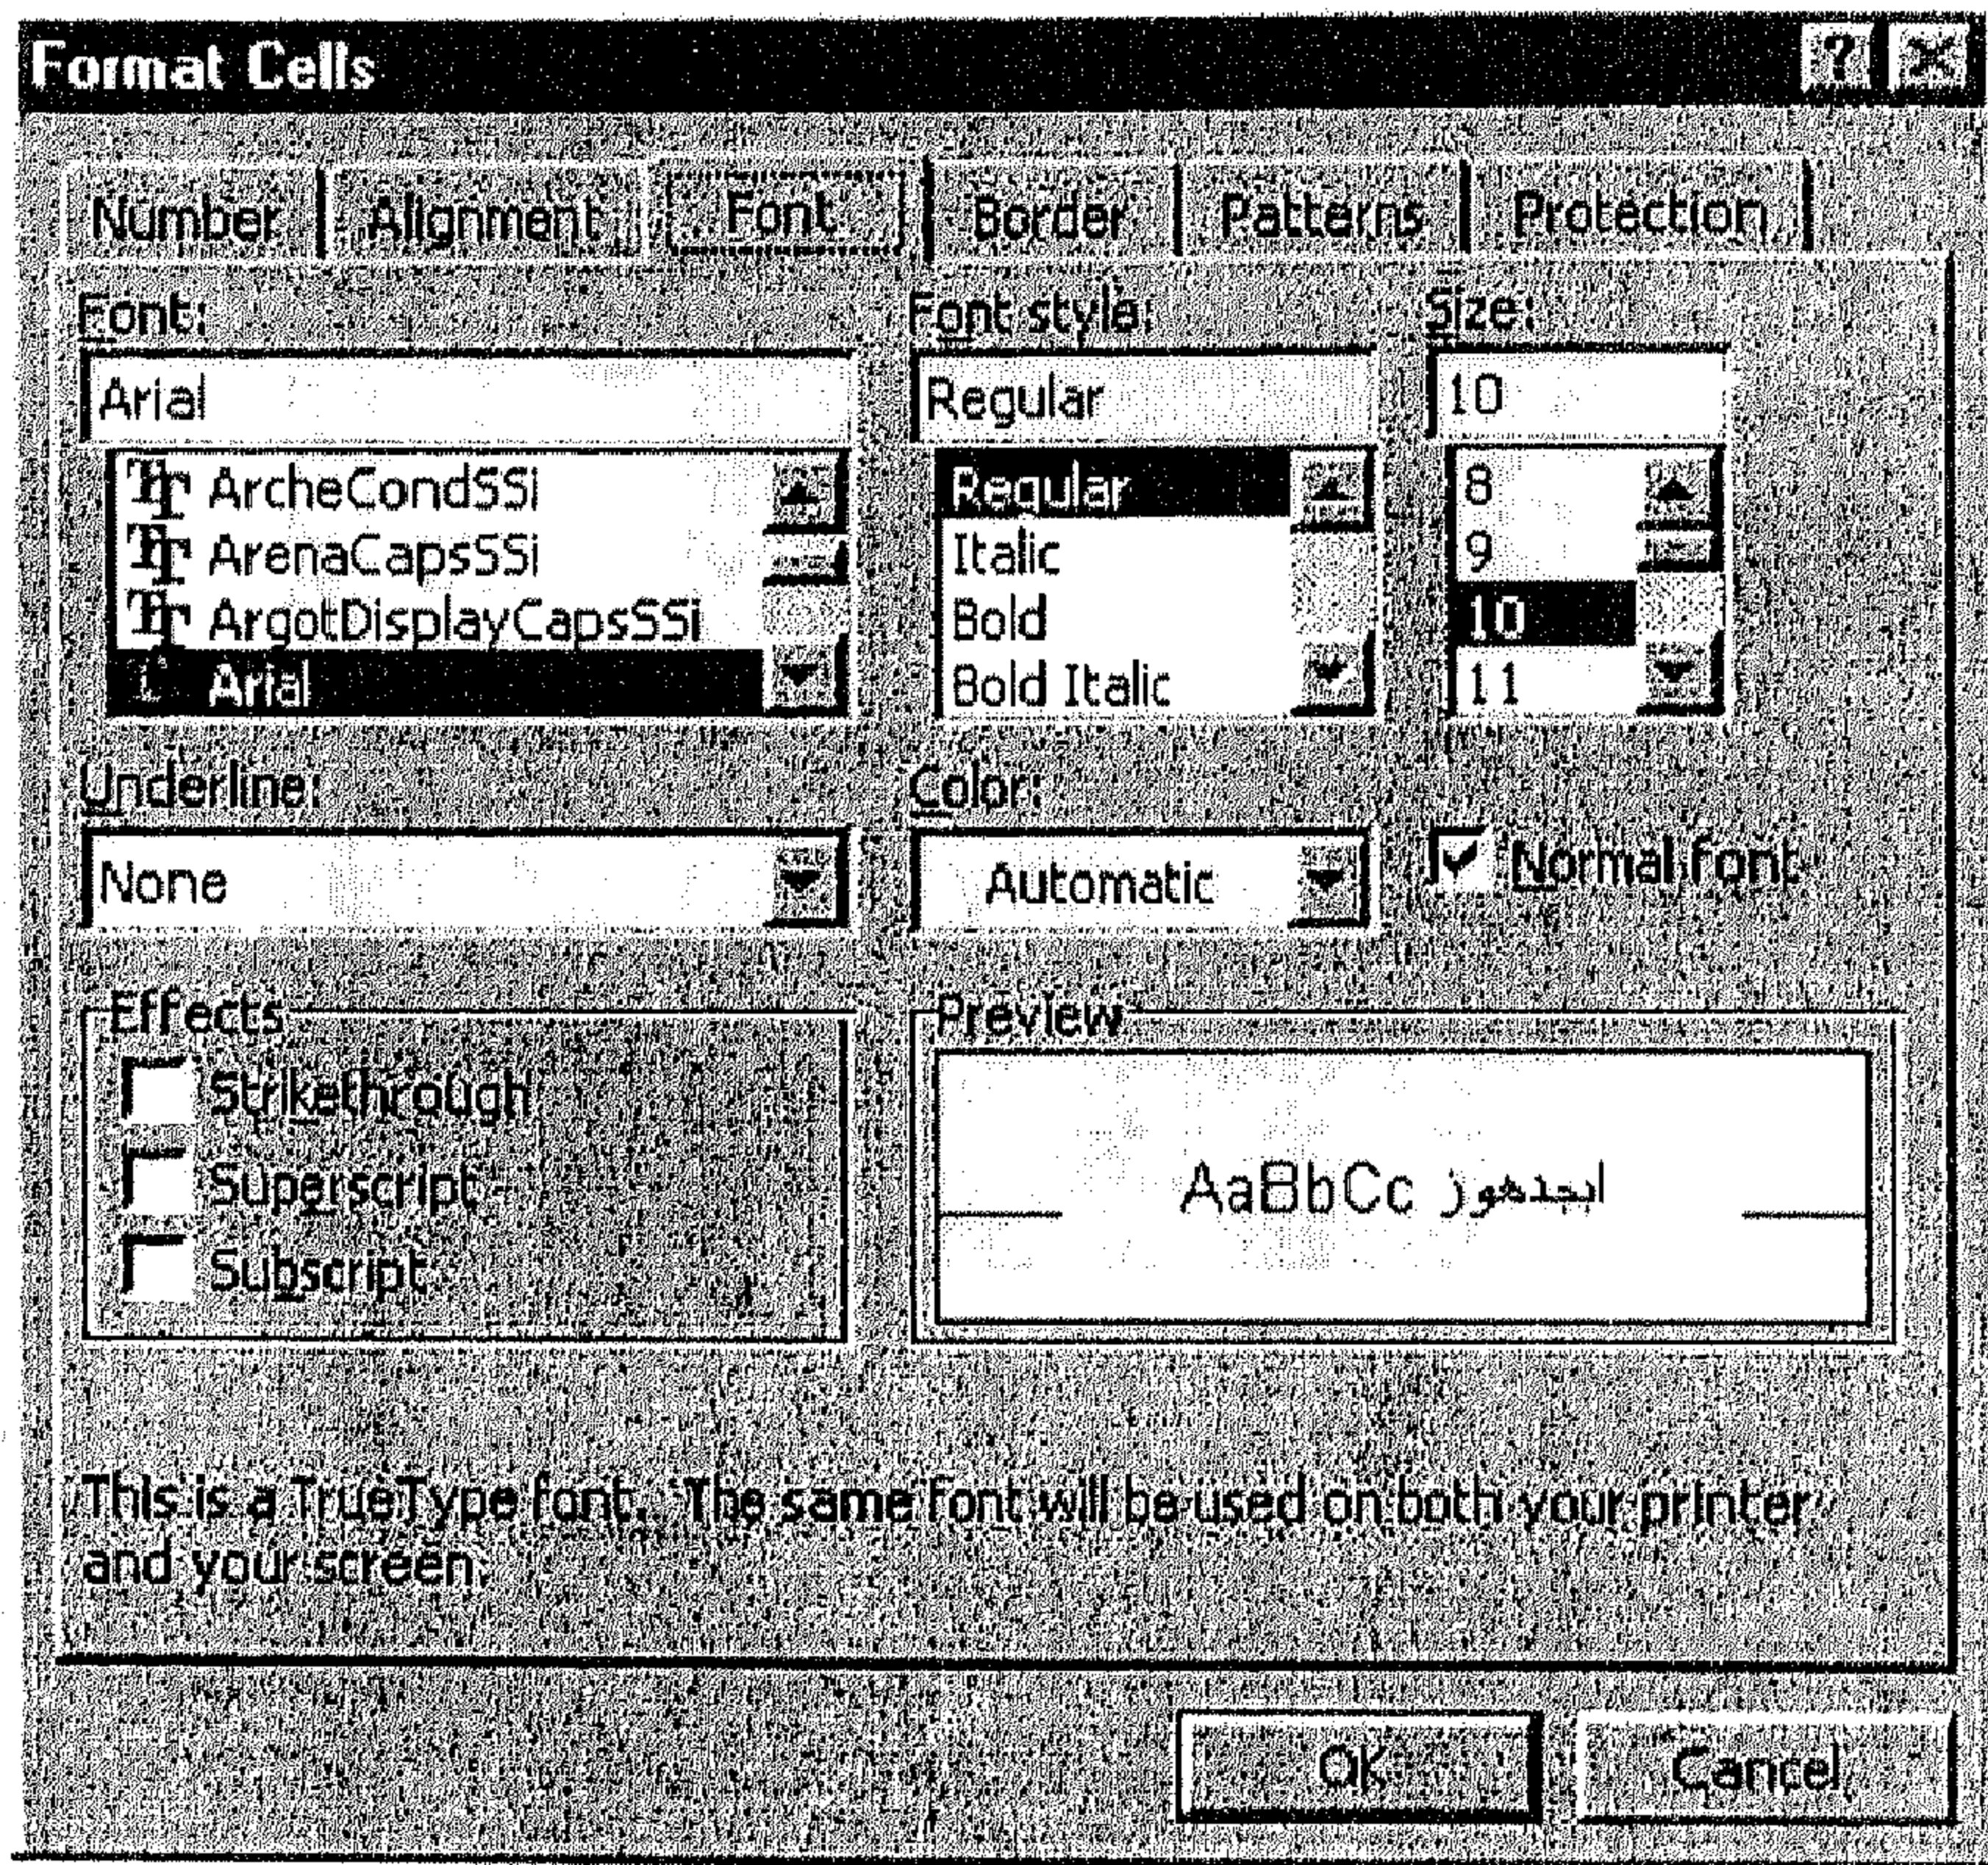 Format Cells
Number Alignment Font Border Patterns Protection
Font: Font style: Size:
Arial Regular 10
ArcheCondSSi Regular 8
ArenaCapsSSi Italic 9
ArgotDisplayCapsSSi Bold 10
Arial Bold Italic 11
Underline: Color:
None Automatic Normal font
Effects Preview
Strikethrough
Superscript AaBbCc ابجدهوز
Subscript
This is a TrueType font. The same font will be used on both your printer
and your screen.
OK Cancel